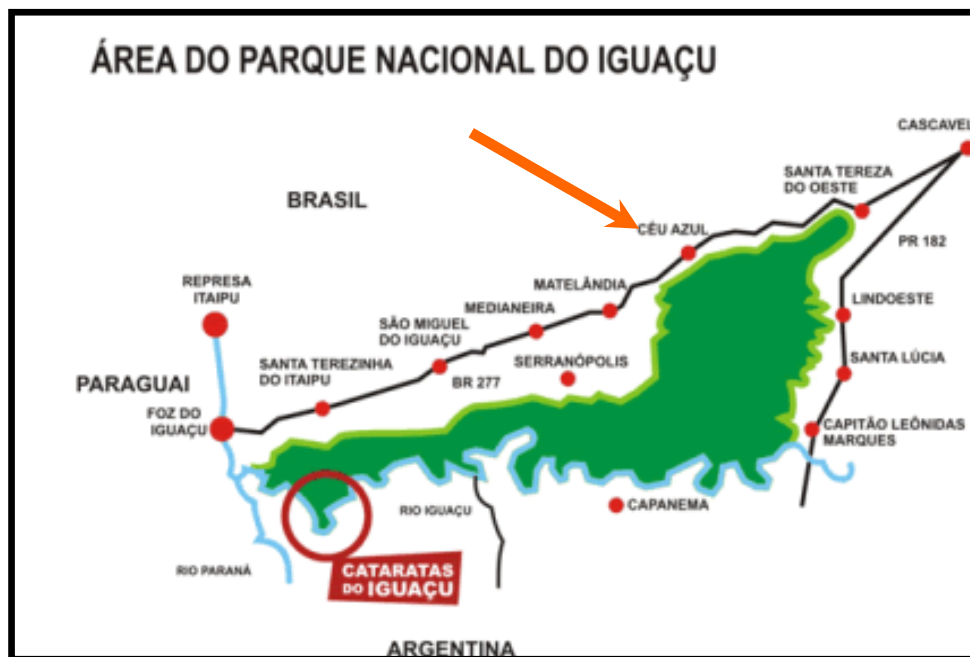 ÁREA DO PARQUE NACIONAL DO IGUAÇU
CASCAVEL
SANTA TEREZA
DO OESTE
BRASIL
CÉU AZUL
PR 182
REPRESA
ITAIPU
MATELÂNDIA
LINDOESTE
MEDIANEIRA
SÃO MIGUEL
DO IGUAÇU
SERRANÓPOLIS
SANTA LÚCIA
SANTA TEREZINHA
DO ITAIPU
BR 277
PARAGUAI
FOZ DO
IGUAÇU
CAPITÃO LEÔNIDAS
MARQUES
CAPANEMA
RIO IGUAÇU
RIO PARANÁ
CATARATAS
DO IGUAÇU
ARGENTINA